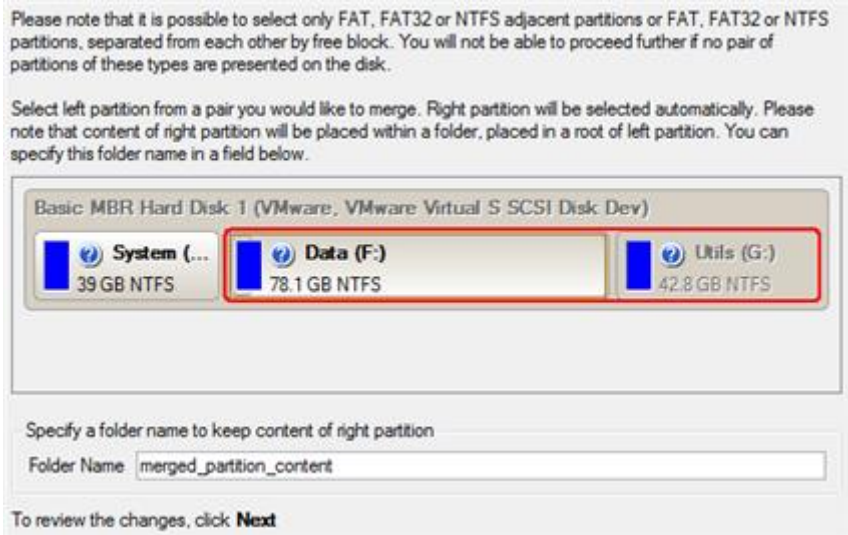 Please note that it is possible to select only FAT, FAT32 or NTFS adjacent partitions or FAT, FAT32 or NTFS
partitions, separated from each other by free block. You will not be able to proceed further if no pair of
partitions of these types are presented on the disk.
Select left partition from a pair you would like to merge. Right partition will be selected automatically. Please
note that content of right partition will be placed within a folder, placed in a root of left partition. You can
specify this folder name in a field below.
Basic MBR Hard Disk 1 (VMware, VMware Virtual S SCSI Disk Dev)
System (... Data (F:) Utils (G:)
39 GB NTFS 78.1 GB NTFS 42.8 GB NTFS
Specify a folder name to keep content of right partition
Folder Name merged_partition_content
To review the changes, click Next